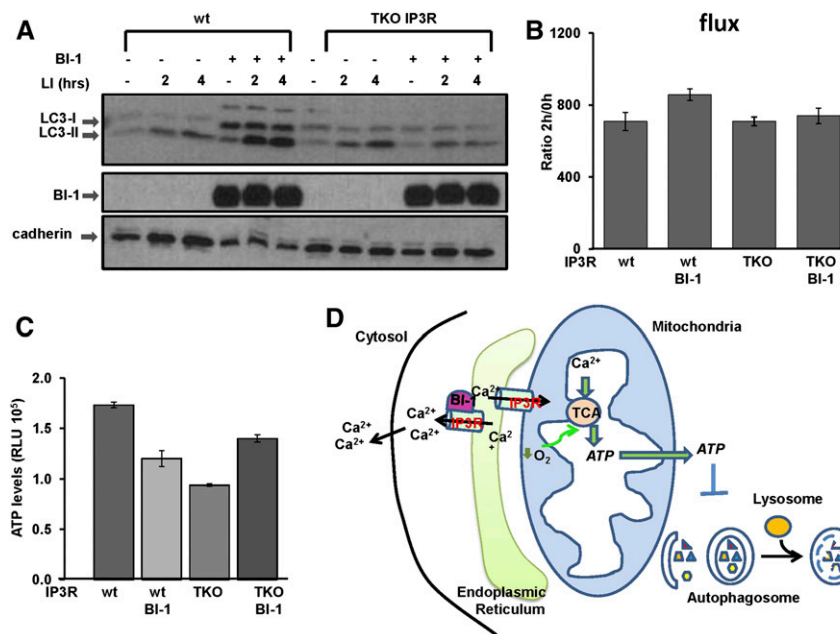 A
wt
TKO IP3R
BI-1 - - - + + + - - - + + +
LI (hrs) - 2 4 - 2 4 - 2 4 - 2 4
LC3-I
LC3-II
BI-1
cadherin
B
flux
Ratio 2h/0h
1200
800
400
0
IP3R wt wt TKO TKO
BI-1 BI-1
C
ATP levels (RLU 10⁵)
2.0
1.5
1.0
0.5
0.0
IP3R wt wt TKO TKO
BI-1 BI-1
D
Cytosol
Mitochondria
Ca²⁺
BI-1
Ca²⁺
IP3R
TCA
Ca²⁺
Ca²⁺
IP3R
Ca²
+
Ca²⁺
Ca²⁺
O₂
ATP
ATP
Lysosome
Endoplasmic
Reticulum
Autophagosome